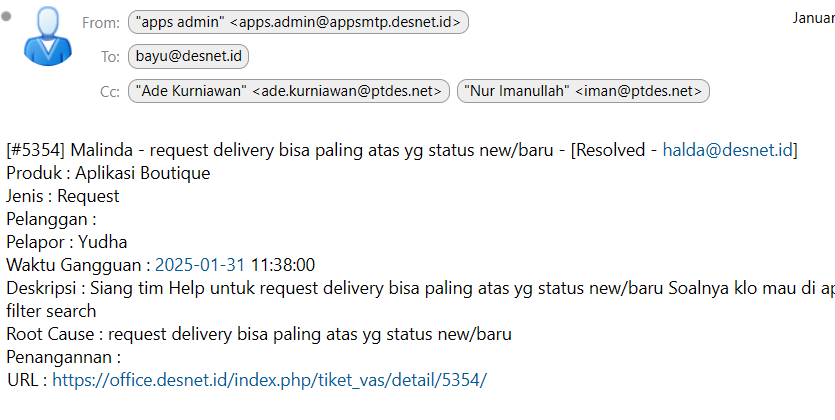 From: "apps admin" <apps.admin@appsmtp.desnet.id>
Januar
To: bayu@desnet.id
Cc: "Ade Kurniawan" <ade.kurniawan@ptdes.net> "Nur Imanullah" <iman@ptdes.net>
[#5354] Malinda - request delivery bisa paling atas yg status new/baru - [Resolved - halda@desnet.id]
Produk : Aplikasi Boutique
Jenis : Request
Pelanggan :
Pelapor : Yudha
Waktu Gangguan : 2025-01-31 11:38:00
Deskripsi : Siang tim Help untuk request delivery bisa paling atas yg status new/baru Soalnya klo mau di ap
filter search
Root Cause : request delivery bisa paling atas yg status new/baru
Penangannan :
URL : https://office.desnet.id/index.php/tiket_vas/detail/5354/